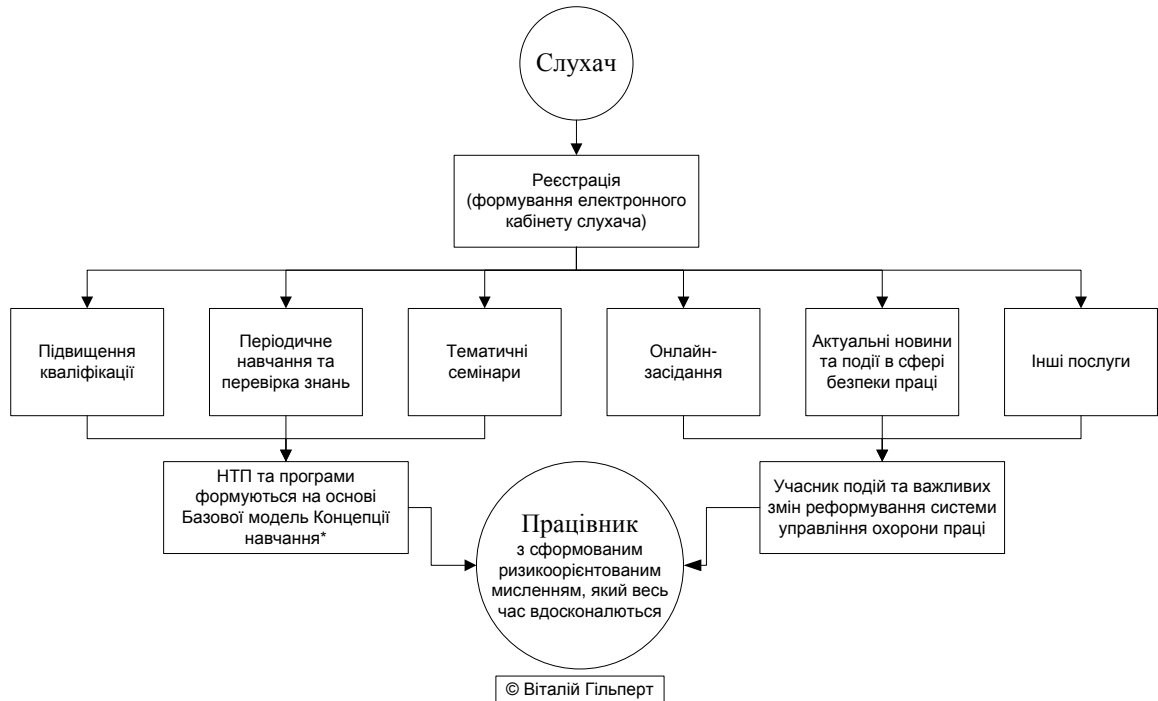 Слухач
Реєстрація
(формування електронного
кабінету слухача)
Підвищення
кваліфікації
Періодичне
навчання та
перевірка знань
Тематичні
семінари
Онлайн-
засідання
Актуальні новини
та події в сфері
безпеки праці
Інші послуги
НТП та програми
формуються на основі
Базової модель Концепції
навчання*
Працівник
з сформованим
ризикоорієнтованим
мисленням, який весь
час вдосконалються
Учасник подій та важливих
змін реформування системи
управління охорони праці
© Віталій Гільперт